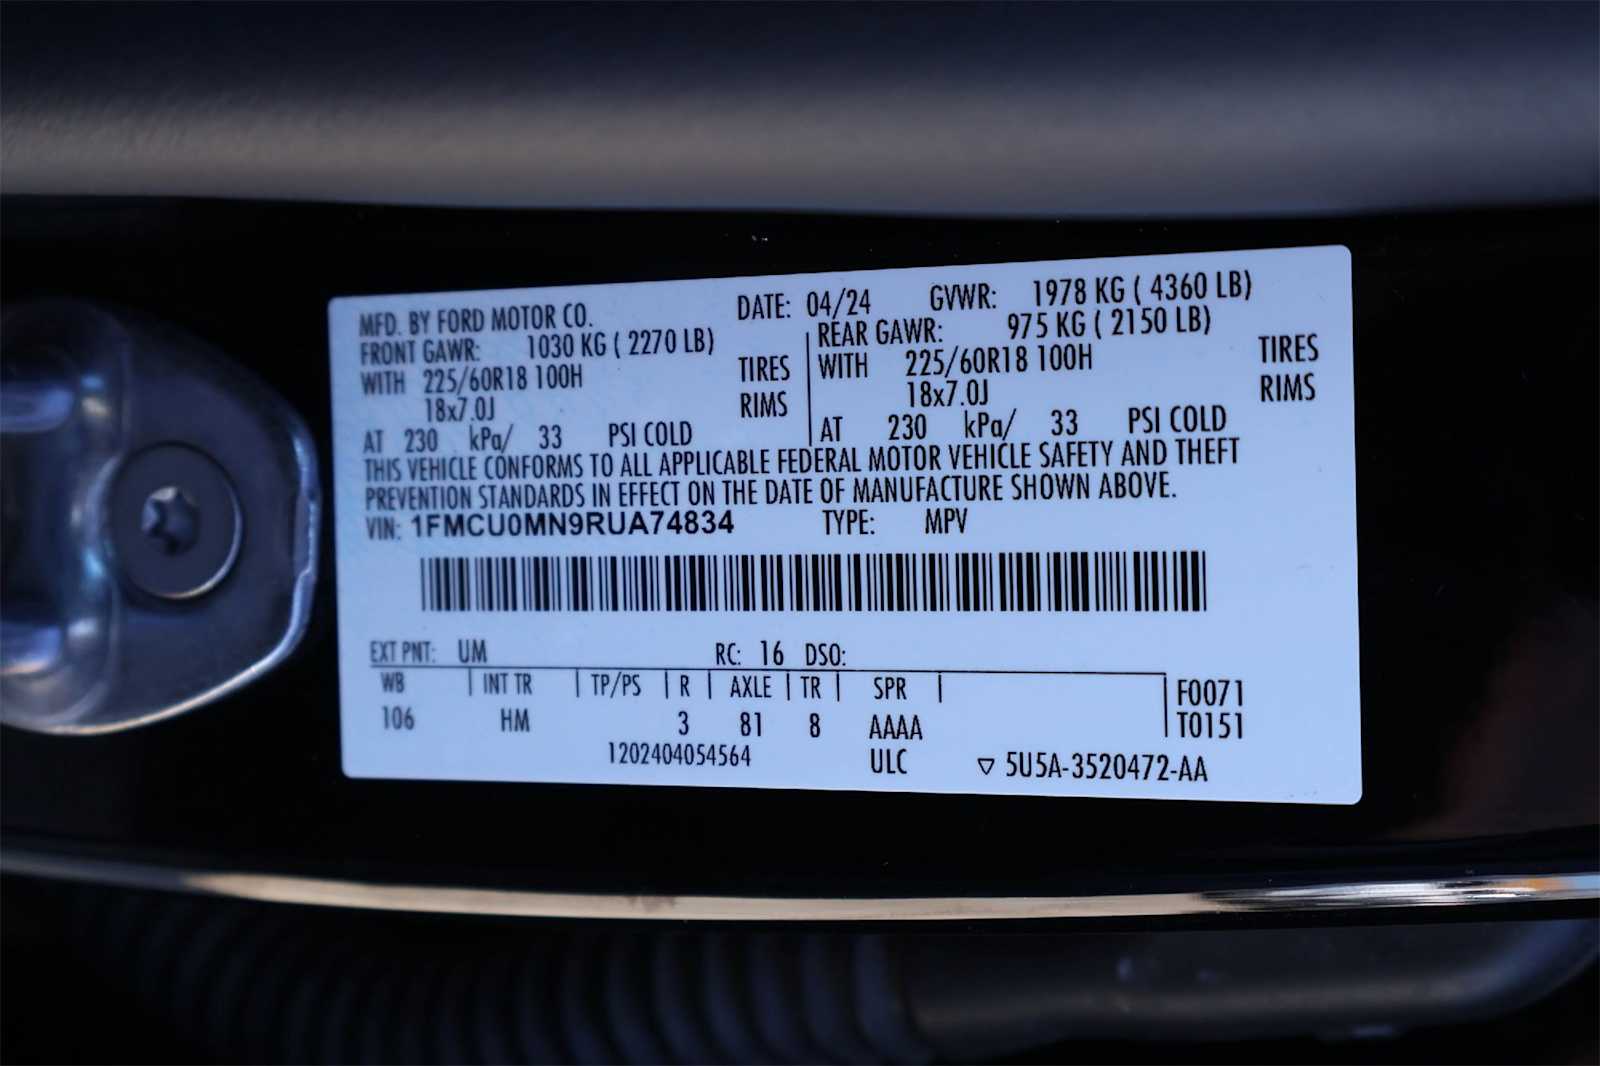 MFD. BY FORD MOTOR CO. DATE: 04/24 GVWR: 1978 KG ( 4360 LB)
FRONT GAWR: 1030 KG ( 2270 LB) REAR GAWR: 975 KG ( 2150 LB)
WITH 225/60R18 100H TIRES WITH 225/60R18 100H TIRES
18x7.0J RIMS 18x7.0J RIMS
AT 230 kPa/ 33 PSI COLD AT 230 kPa/ 33 PSI COLD
THIS VEHICLE CONFORMS TO ALL APPLICABLE FEDERAL MOTOR VEHICLE SAFETY AND THEFT
PREVENTION STANDARDS IN EFFECT ON THE DATE OF MANUFACTURE SHOWN ABOVE.
VIN: 1FMCU0MN9RUA74834 TYPE: MPV
EXT PNT: UM RC: 16 DSO:
WB INT TR TP/PS R AXLE TR SPR F0071
106 HM 3 81 8 AAAA T0151
1202404054564 ULC ▽ 5U5A-3520472-AA